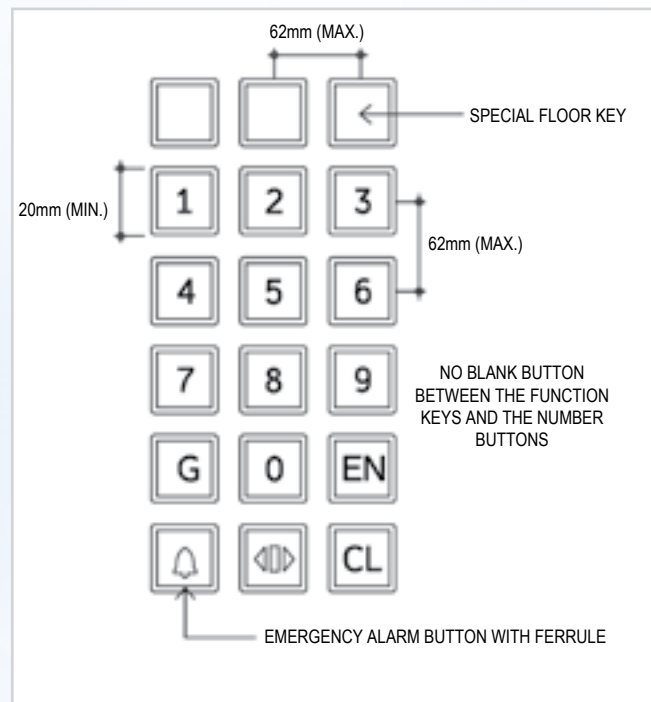 62mm (MAX.)
SPECIAL FLOOR KEY
20mm (MIN.)
1 2 3
62mm (MAX.)
4 5 6
7 8 9
NO BLANK BUTTON
BETWEEN THE FUNCTION
KEYS AND THE NUMBER
BUTTONS
G 0 EN
CL
EMERGENCY ALARM BUTTON WITH FERRULE